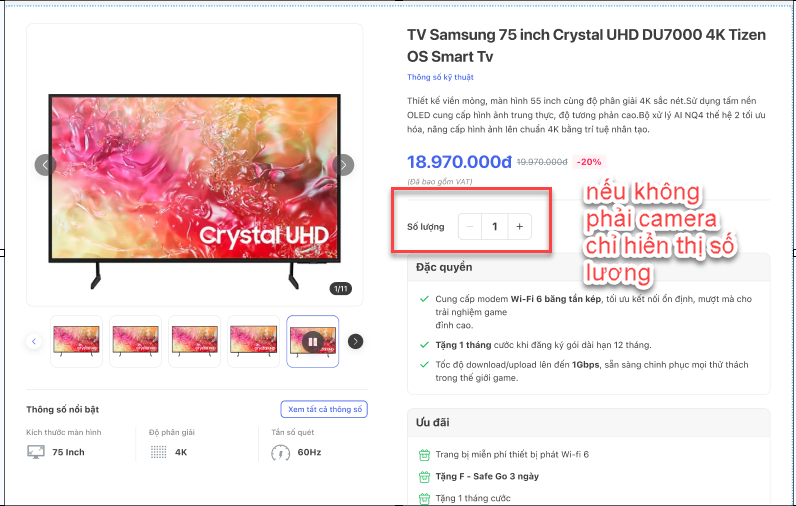 TV Samsung 75 inch Crystal UHD DU7000 4K Tizen
OS Smart Tv
Thông số kỹ thuật
Thiết kế viền mỏng, màn hình 55 inch cùng độ phân giải 4K sắc nét.Sử dụng tấm nền
OLED cung cấp hình ảnh trung thực, độ tương phản cao.Bộ xử lý AI NQ4 thế hệ 2 tối ưu
hóa, nâng cấp hình ảnh lên chuẩn 4K bằng trí tuệ nhân tạo.
18.970.000đ 19.970.000đ -20%
(Đã bao gồm VAT)
Số lượng − 1 +
nếu không
phải camera
chỉ hiển thị số
lương
Crystal UHD
1/11
Đặc quyền
Cung cấp modem Wi-Fi 6 băng tần kép, tối ưu kết nối ổn định, mượt mà cho
trải nghiệm game
đỉnh cao.
Tặng 1 tháng cước khi đăng ký gói dài hạn 12 tháng.
Tốc độ download/upload lên đến 1Gbps, sẵn sàng chinh phục mọi thử thách
trong thế giới game.
Thông số nổi bật
Xem tất cả thông số
Kích thước màn hình
75 Inch
Độ phân giải
4K
Tần số quét
60Hz
Ưu đãi
Trang bị miễn phí thiết bị phát Wi-fi 6
Tặng F - Safe Go 3 ngày
Tặng 1 tháng cước